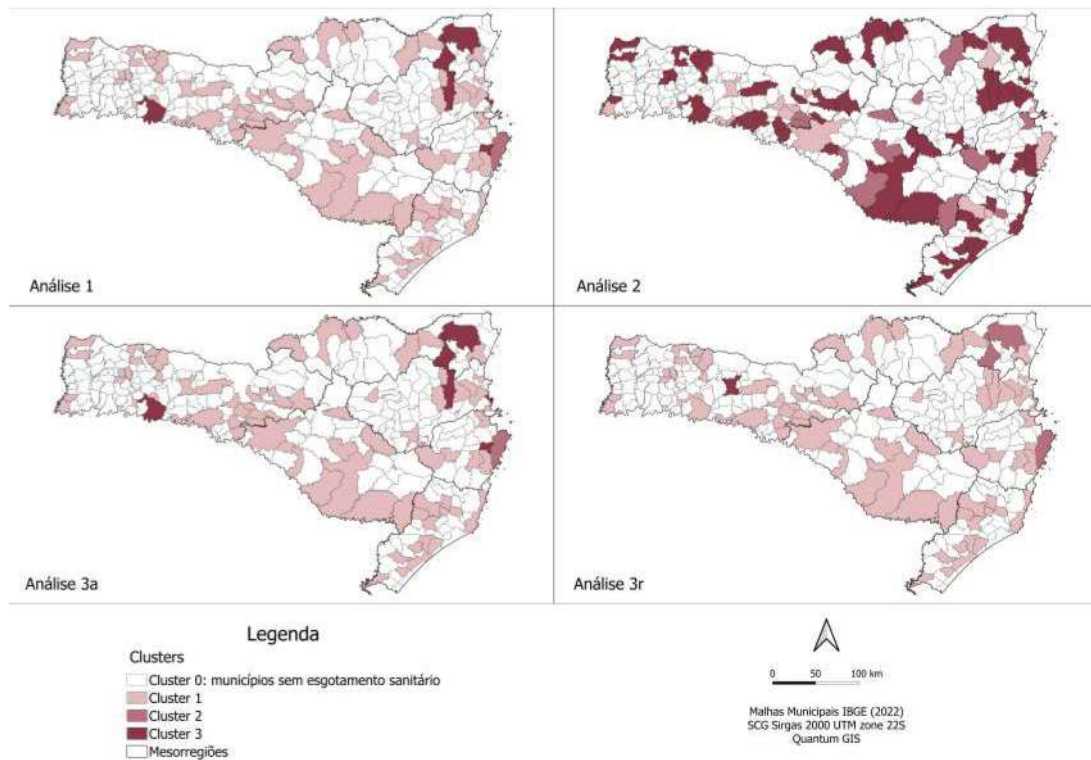 Análise 1
Análise 2
Análise 3a
Análise 3r
Legenda
Clusters
Cluster 0: municípios sem esgotamento sanitário
Cluster 1
Cluster 2
Cluster 3
Mesorregiões
0 50 100 km
Malhas Municipais IBGE (2022)
SCG Sirgas 2000 UTM zone 22S
Quantum GIS